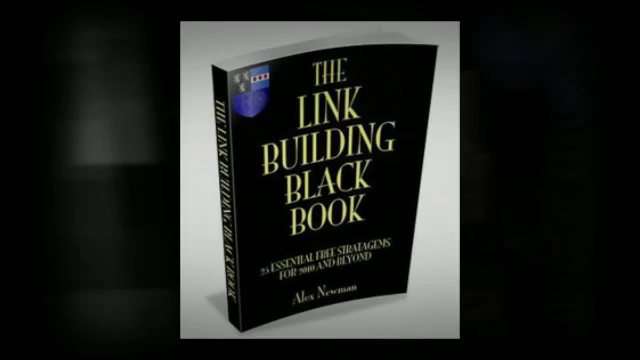 THE
LINK
BUILDING
BLACK
BOOK
25 ESSENTIAL FREE STRATAGEMS
FOR 2010 AND BEYOND
Alex Newman
THE LINK BUILDING BLACK BOOK